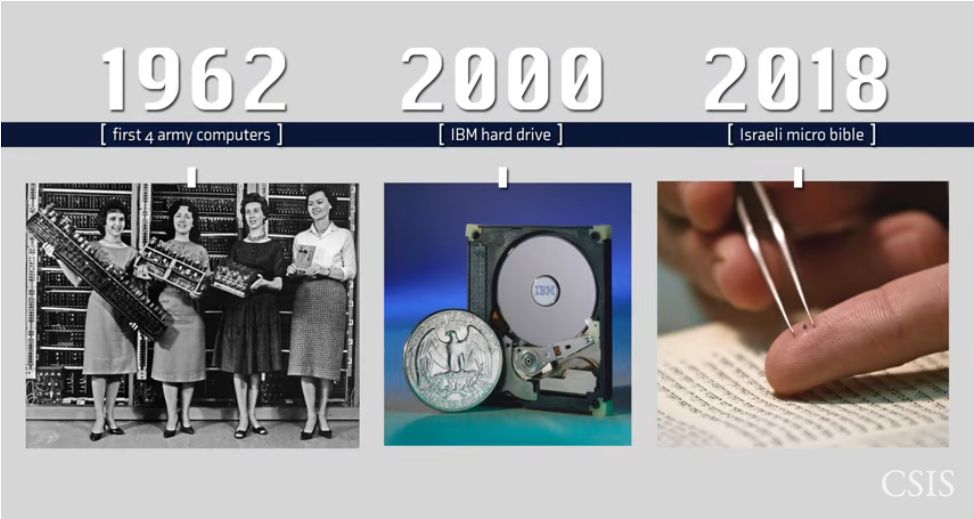 1962
[ first 4 army computers ]
2000
[ IBM hard drive ]
2018
[ Israeli micro bible ]
IBM
CSIS